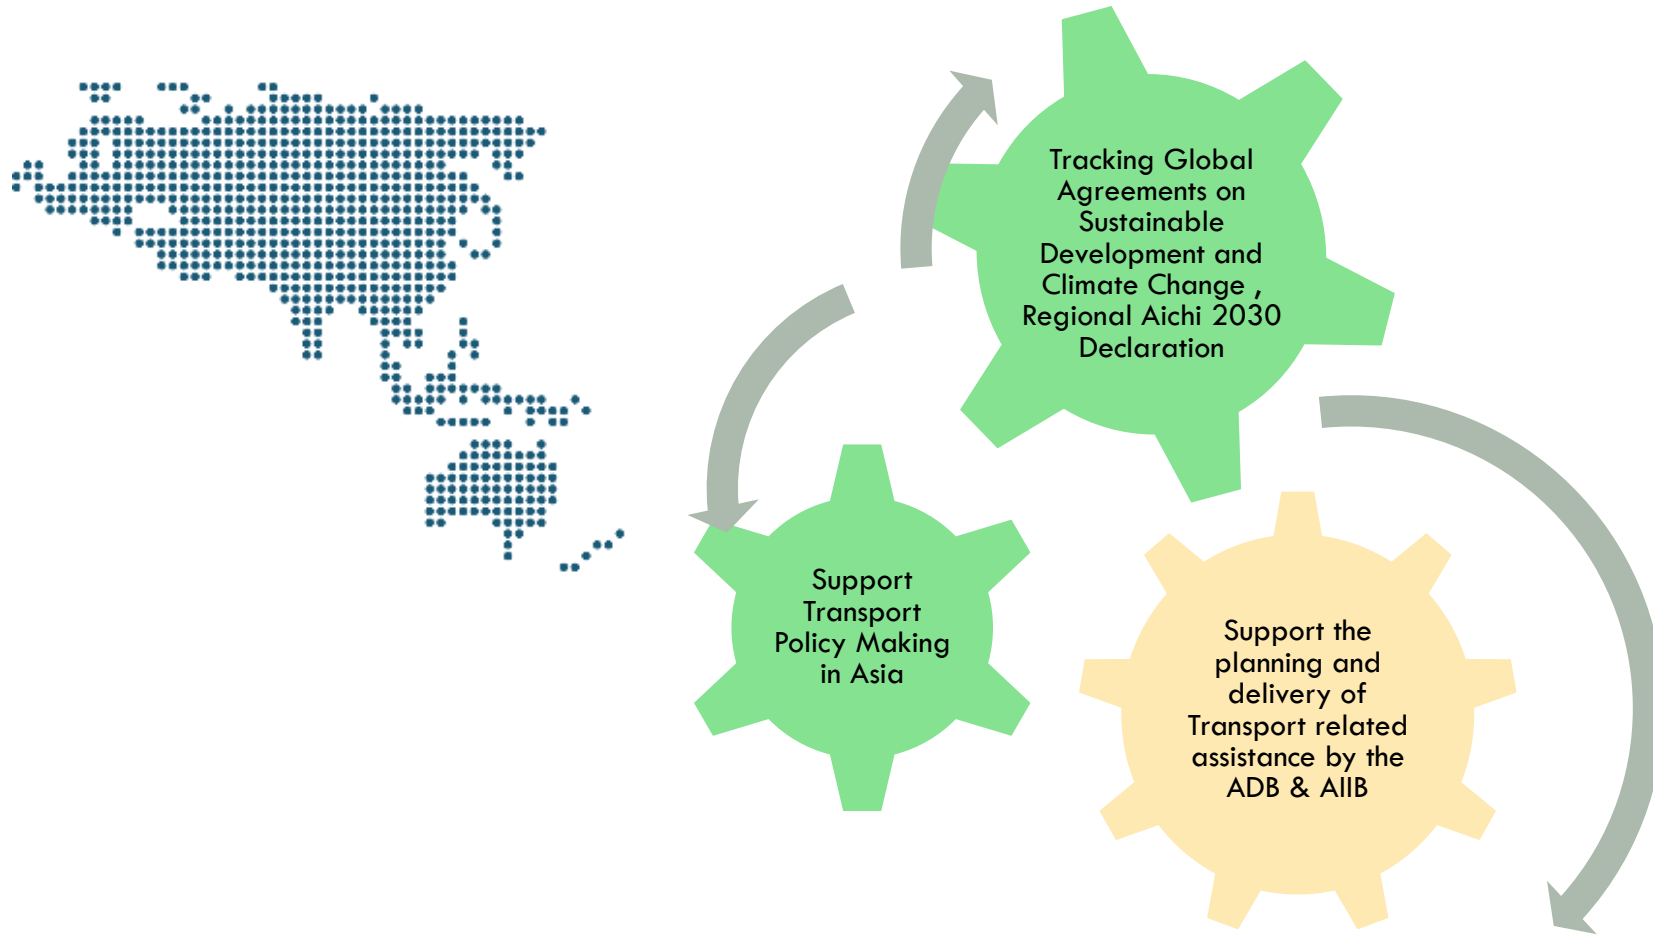 Tracking Global
Agreements on
Sustainable
Development and
Climate Change ,
Regional Aichi 2030
Declaration
Support
Transport
Policy Making
in Asia
Support the
planning and
delivery of
Transport related
assistance by the
ADB & AIIB